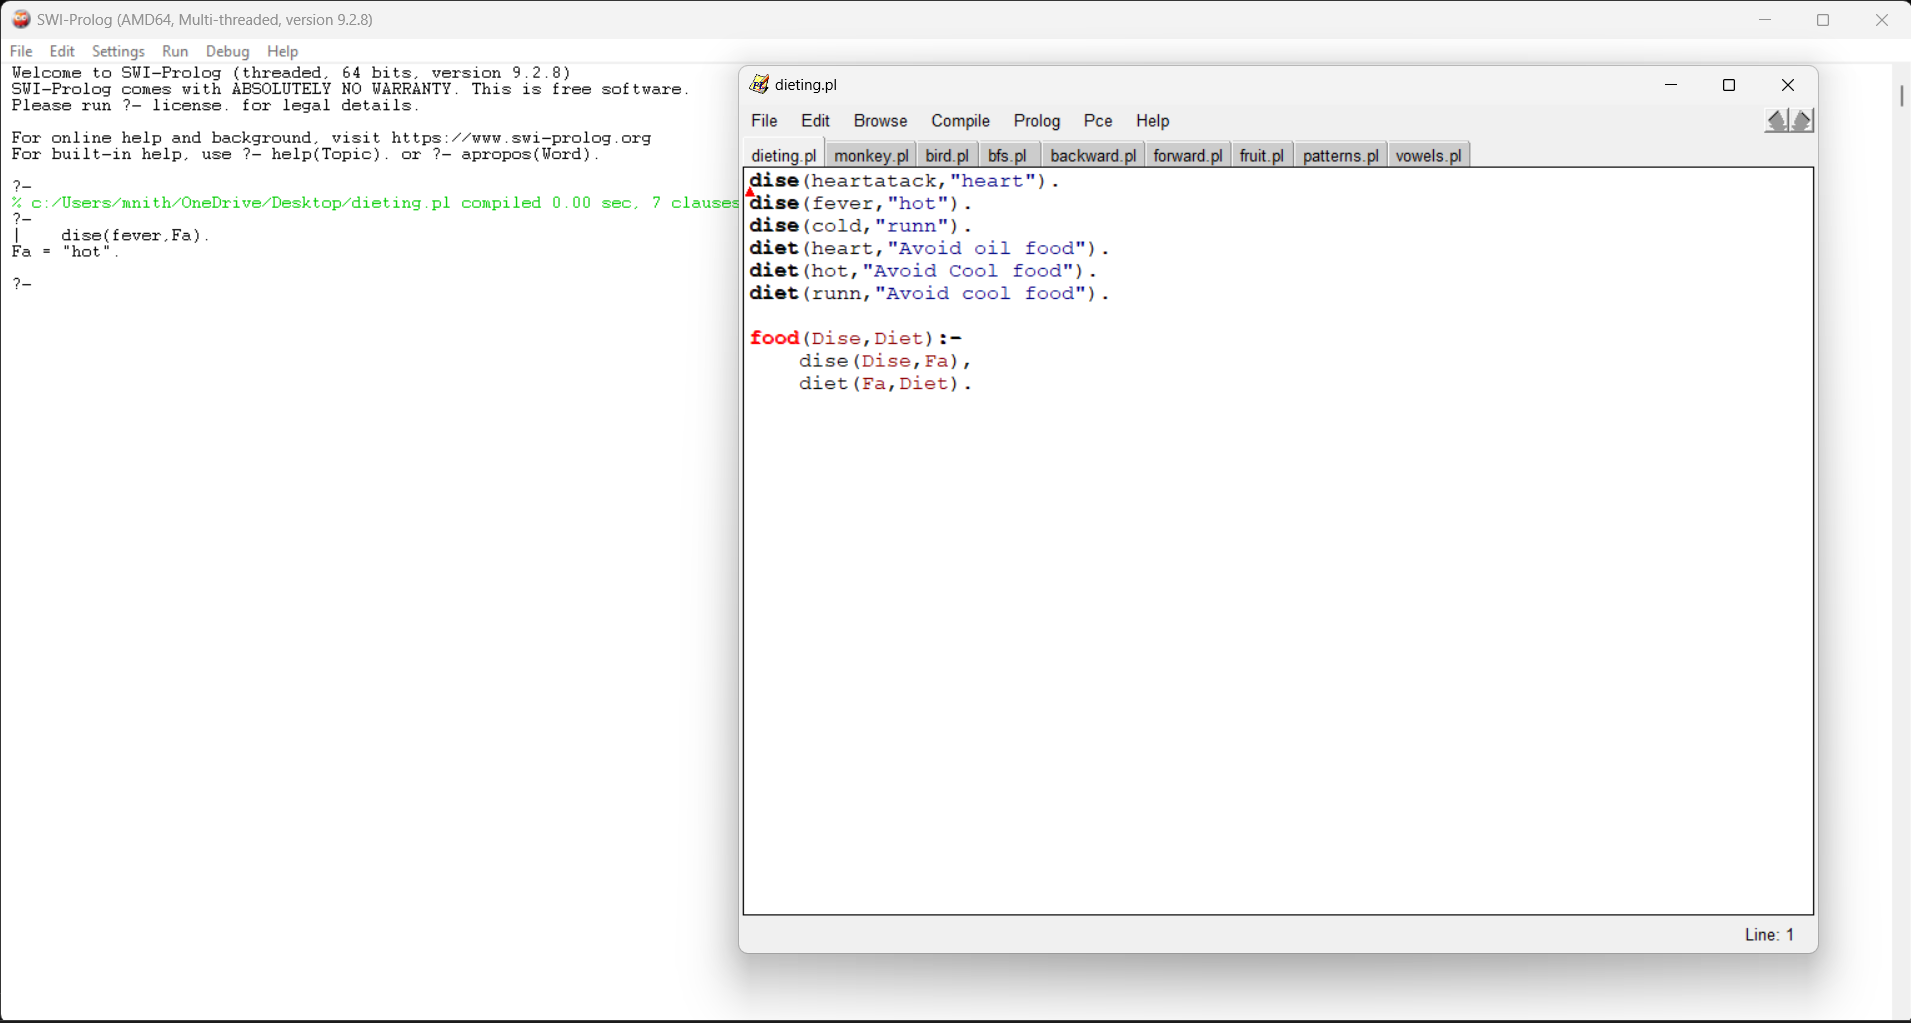 SWI-Prolog (AMD64, Multi-threaded, version 9.2.8)
File Edit Settings Run Debug Help
Welcome to SWI-Prolog (threaded, 64 bits, version 9.2.8)
SWI-Prolog comes with ABSOLUTELY NO WARRANTY. This is free software.
Please run ?- license. for legal details.
For online help and background, visit https://www.swi-prolog.org
For built-in help, use ?- help(Topic). or ?- apropos(Word).
?-
% c:/Users/mnith/OneDrive/Desktop/dieting.pl compiled 0.00 sec, 7 clauses
?-
|    dise(fever,Fa).
Fa = "hot".
?-
dieting.pl
File Edit Browse Compile Prolog Pce Help
dieting.pl monkey.pl bird.pl bfs.pl backward.pl forward.pl fruit.pl patterns.pl vowels.pl
dise(heartatack,"heart").
dise(fever,"hot").
dise(cold,"runn").
diet(heart,"Avoid oil food").
diet(hot,"Avoid Cool food").
diet(runn,"Avoid cool food").
food(Dise,Diet):-
    dise(Dise,Fa),
    diet(Fa,Diet).
Line: 1